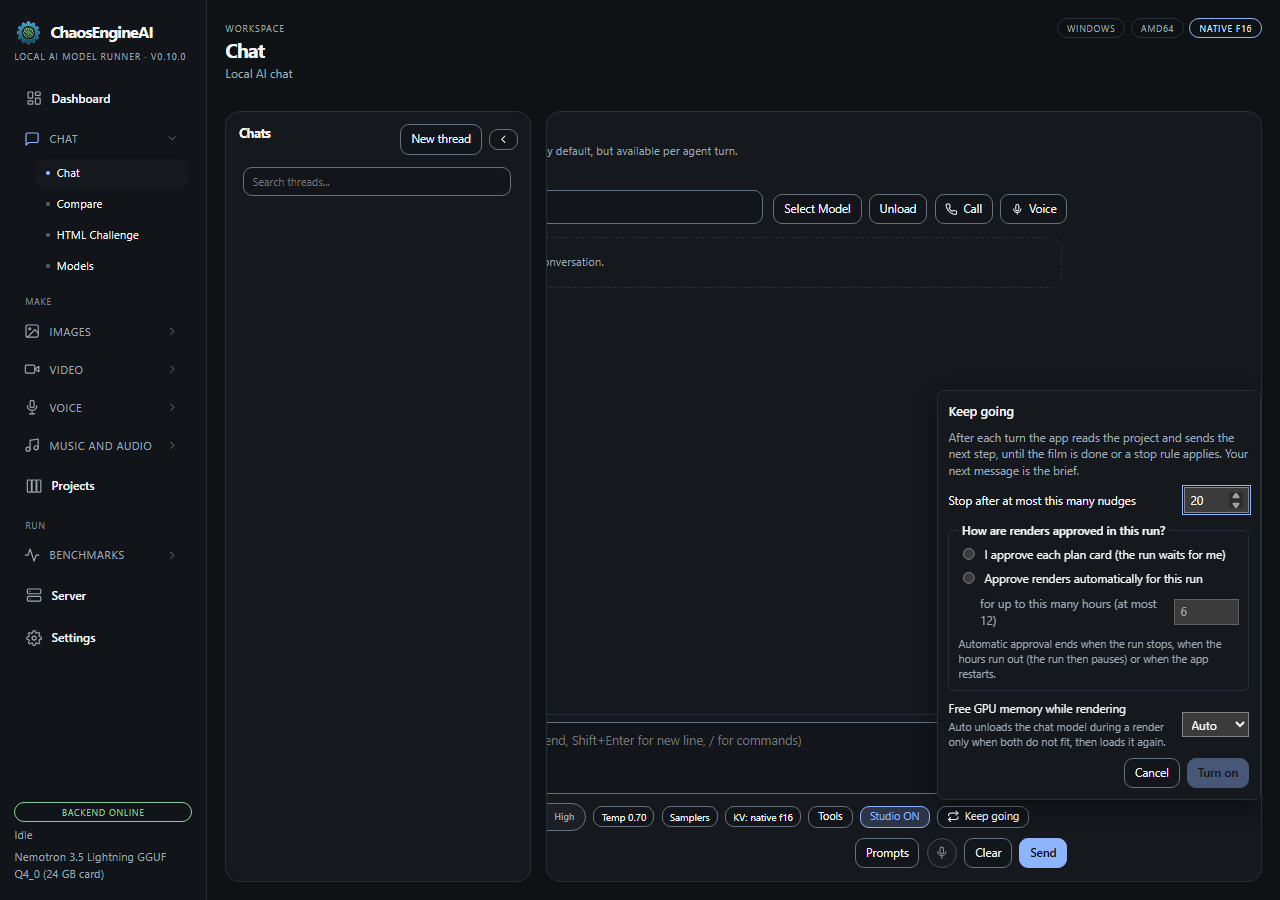 ChaosEngineAI
LOCAL AI MODEL RUNNER · V0.10.0
Dashboard
CHAT
Chat
Compare
HTML Challenge
Models
MAKE
IMAGES
VIDEO
VOICE
MUSIC AND AUDIO
Projects
RUN
BENCHMARKS
Server
Settings
BACKEND ONLINE
Idle
Nemotron 3.5 Lightning GGUF
Q4_0 (24 GB card)
WORKSPACE
Chat
Local AI chat
WINDOWS
AMD64
NATIVE F16
Chats
New thread
Search threads...
y default, but available per agent turn.
Select Model
Unload
Call
Voice
onversation.
Keep going
After each turn the app reads the project and sends the
next step, until the film is done or a stop rule applies. Your
next message is the brief.
Stop after at most this many nudges
20
How are renders approved in this run?
I approve each plan card (the run waits for me)
Approve renders automatically for this run
for up to this many hours (at most
12)
6
Automatic approval ends when the run stops, when the
hours run out (the run then pauses) or when the app
restarts.
Free GPU memory while rendering
Auto unloads the chat model during a render
only when both do not fit, then loads it again.
Auto
Cancel
Turn on
end, Shift+Enter for new line, / for commands)
High
Temp 0.70
Samplers
KV: native f16
Tools
Studio ON
Keep going
Prompts
Clear
Send